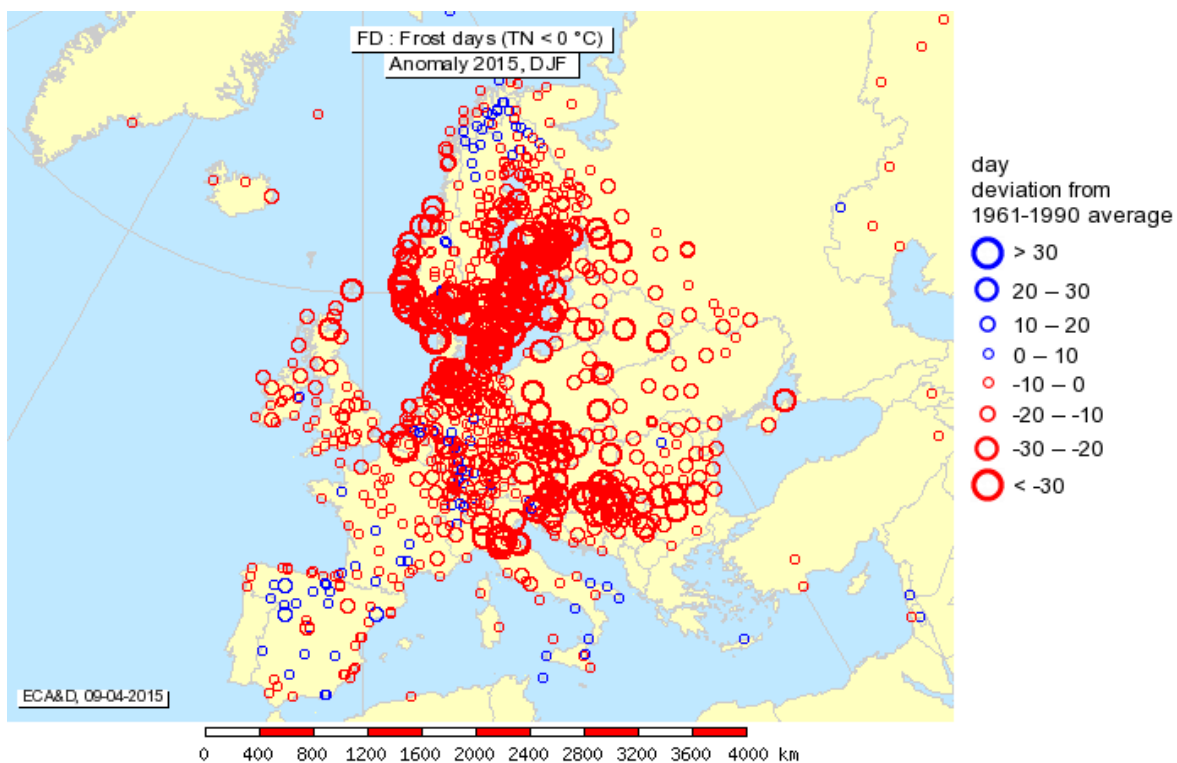 FD : Frost days (TN < 0 °C)
Anomaly 2015, DJF
day
deviation from
1961-1990 average
> 30
20 – 30
10 – 20
0 – 10
-10 – 0
-20 – -10
-30 – -20
< -30
ECA&D, 09-04-2015
0 400 800 1200 1600 2000 2400 2800 3200 3600 4000 km